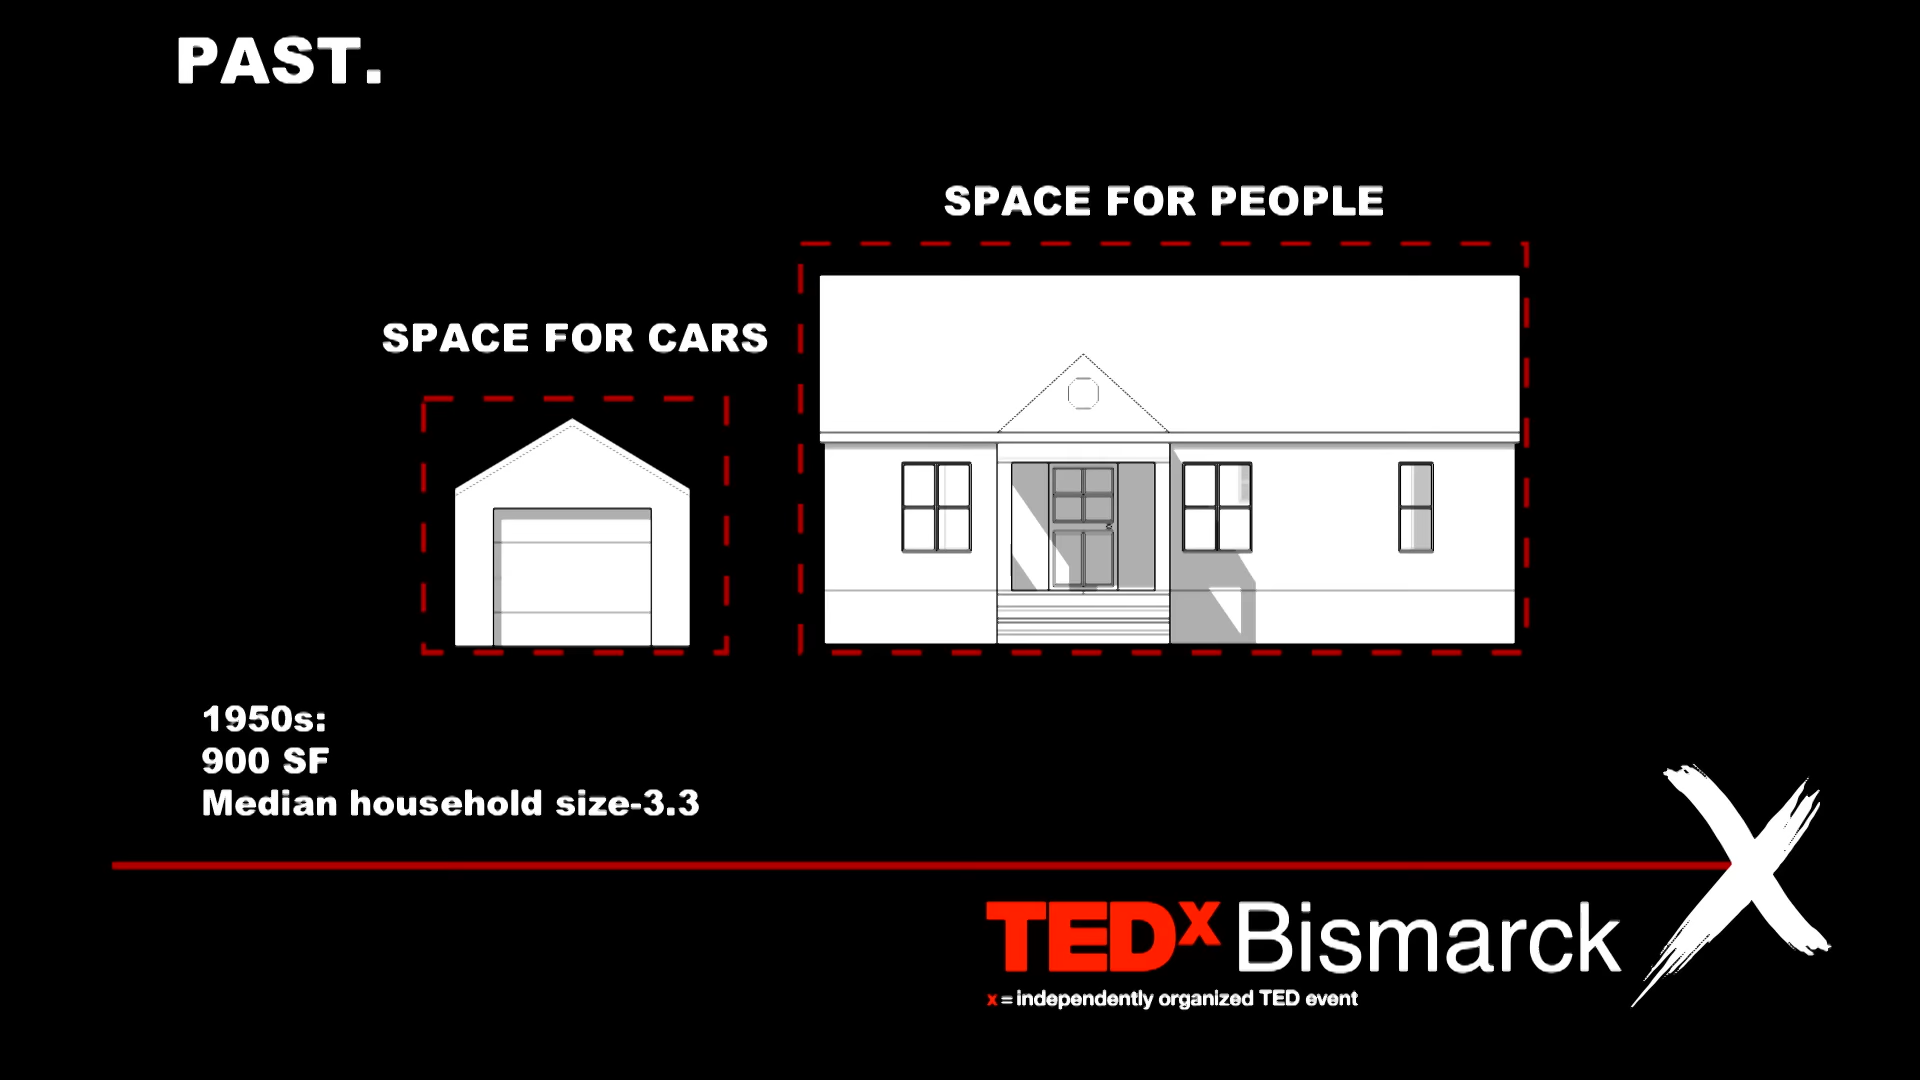 PAST.
SPACE FOR PEOPLE
SPACE FOR CARS
1950s:
900 SF
Median household size-3.3
TEDx Bismarck
x = independently organized TED event
X